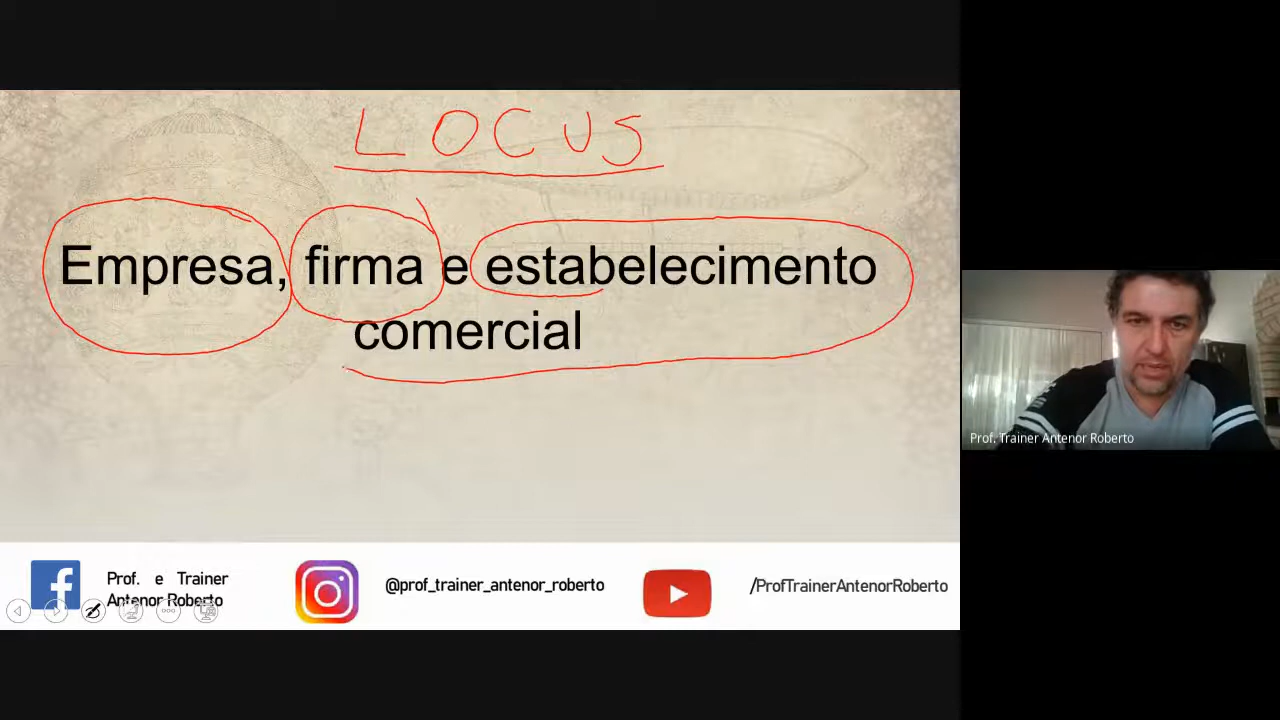 LOCUS
Empresa, firma e estabelecimento
comercial
Prof. Trainer Antenor Roberto
Prof. e Trainer
Antenor Roberto
@prof_trainer_antenor_roberto
/ProfTrainerAntenorRoberto